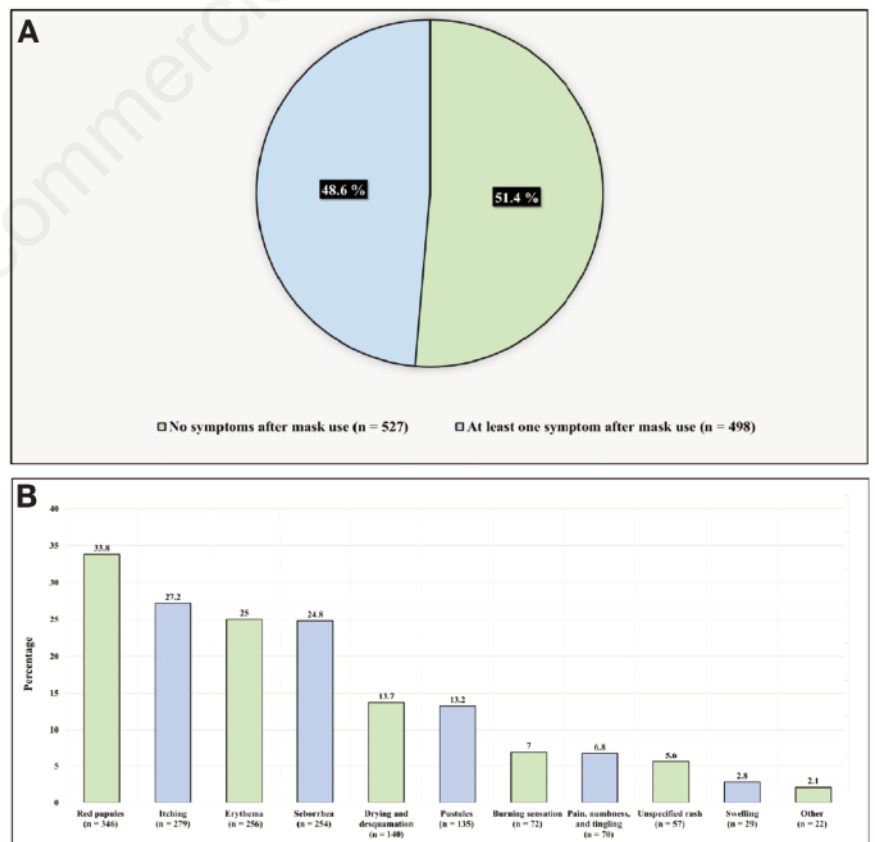 commercia
A
48.6 %
51.4 %
No symptoms after mask use (n = 527)
At least one symptom after mask use (n = 498)
B
Percentage
40
35
30
25
20
15
10
5
0
33.8
27.2
25
24.8
13.7
13.2
7
6.8
5.6
2.8
2.1
Red papules
(n = 346)
Itching
(n = 279)
Erythema
(n = 256)
Seborrhea
(n = 254)
Drying and
desquamation
(n = 140)
Pustules
(n = 135)
Burning sensation
(n = 72)
Pain, numbness,
and tingling
(n = 70)
Unspecified rash
(n = 57)
Swelling
(n = 29)
Other
(n = 22)